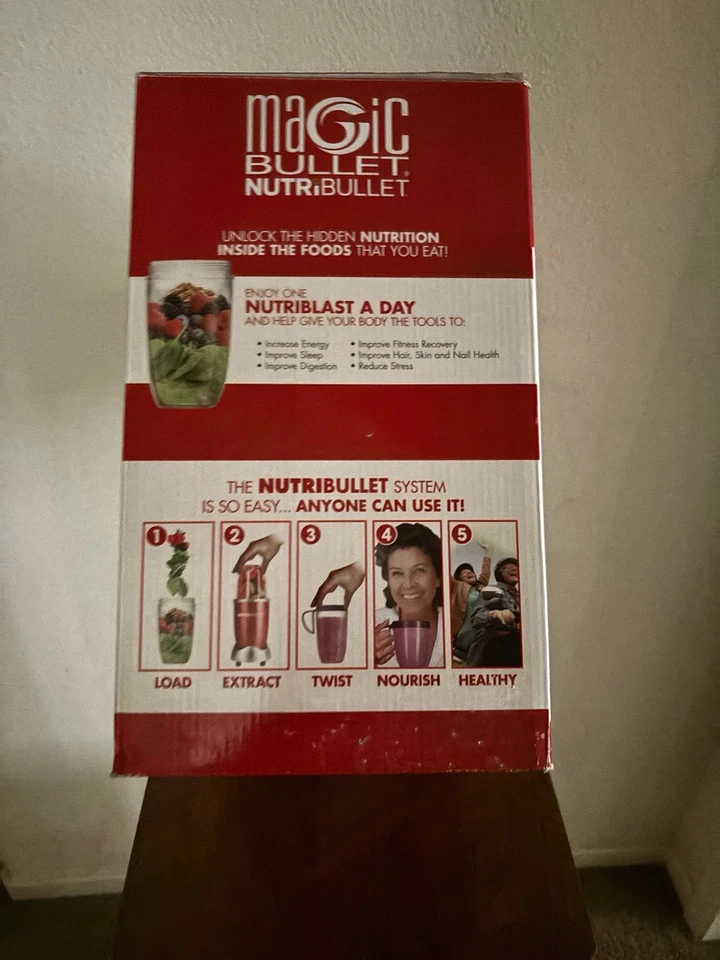 magic
BULLET®
NUTRiBULLET
UNLOCK THE HIDDEN NUTRITION
INSIDE THE FOODS THAT YOU EAT!
ENJOY ONE
NUTRIBLAST A DAY
AND HELP GIVE YOUR BODY THE TOOLS TO:
• Increase Energy
• Improve Sleep
• Improve Digestion
• Improve Fitness Recovery
• Improve Hair, Skin and Nail Health
• Reduce Stress
THE NUTRIBULLET SYSTEM
IS SO EASY... ANYONE CAN USE IT!
1 2 3 4 5
LOAD EXTRACT TWIST NOURISH HEALTHY